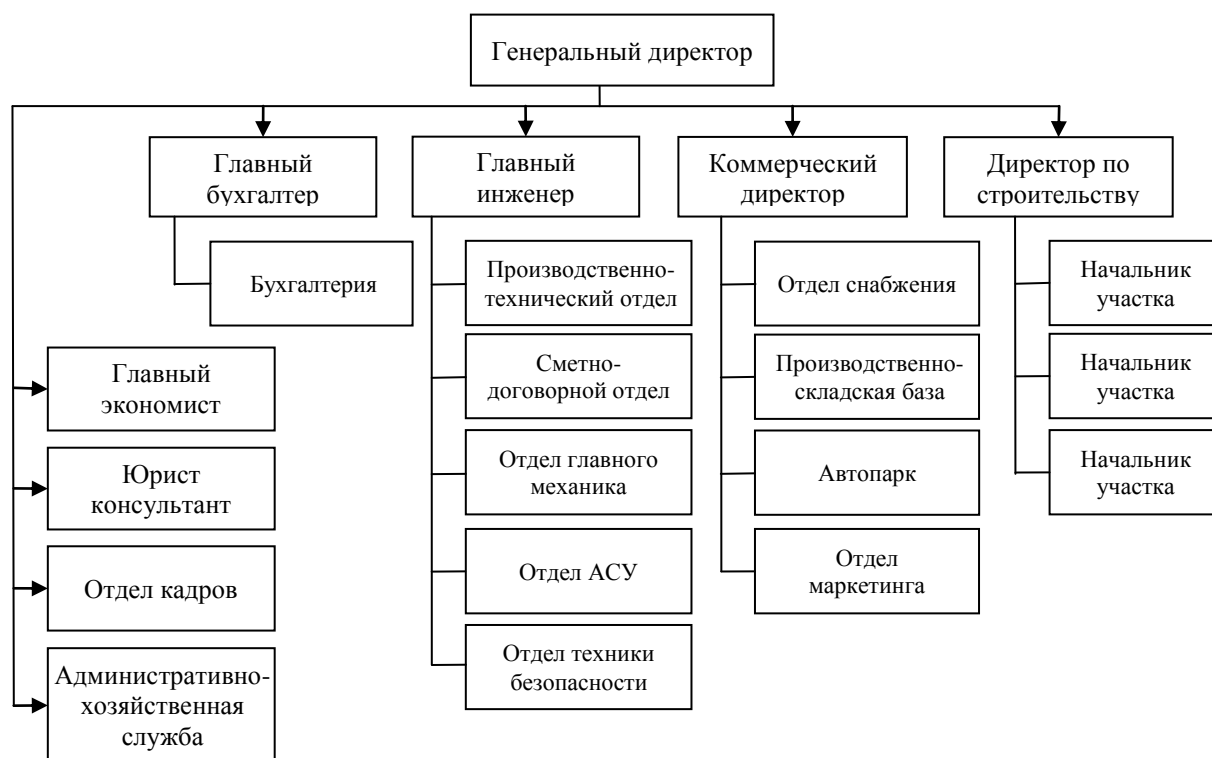 Генеральный директор
Главный
бухгалтер
Главный
инженер
Коммерческий
директор
Директор по
строительству
Бухгалтерия
Производственно-
технический отдел
Отдел снабжения
Начальник
участка
Главный
экономист
Сметно-
договорной отдел
Производственно-
складская база
Начальник
участка
Юрист
консультант
Отдел главного
механика
Автопарк
Начальник
участка
Отдел кадров
Отдел АСУ
Отдел
маркетинга
Административно-
хозяйственная
служба
Отдел техники
безопасности